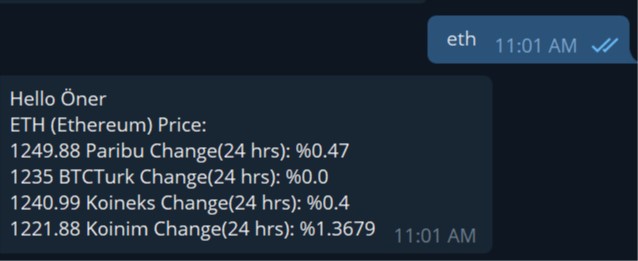 eth 11:01 AM
Hello Öner
ETH (Ethereum) Price:
1249.88 Paribu Change(24 hrs): %0.47
1235 BTCTurk Change(24 hrs): %0.0
1240.99 Koineks Change(24 hrs): %0.4
1221.88 Koinim Change(24 hrs): %1.3679 11:01 AM